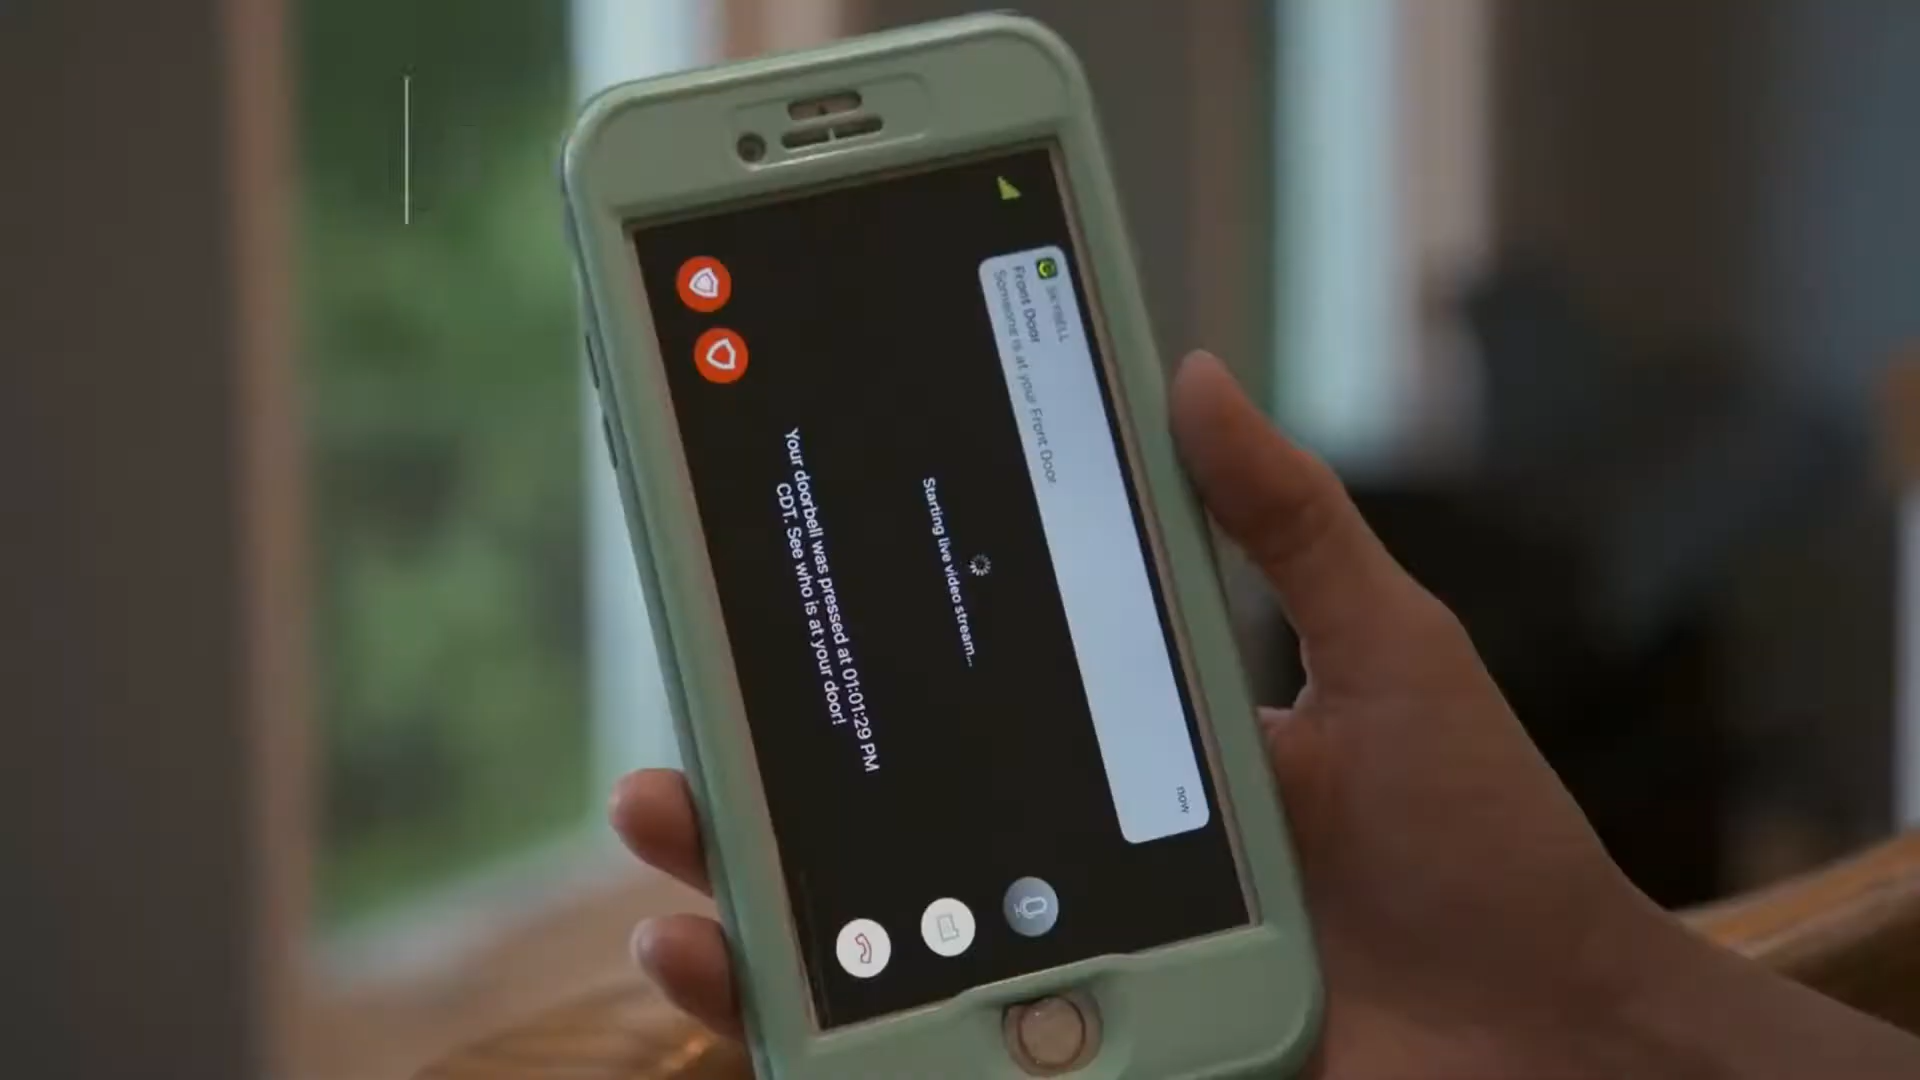 SKYBELL
now
Front Door
Someone is at your Front Door.
Starting live video stream...
Your doorbell was pressed at 01:01:29 PM
CDT. See who is at your door!